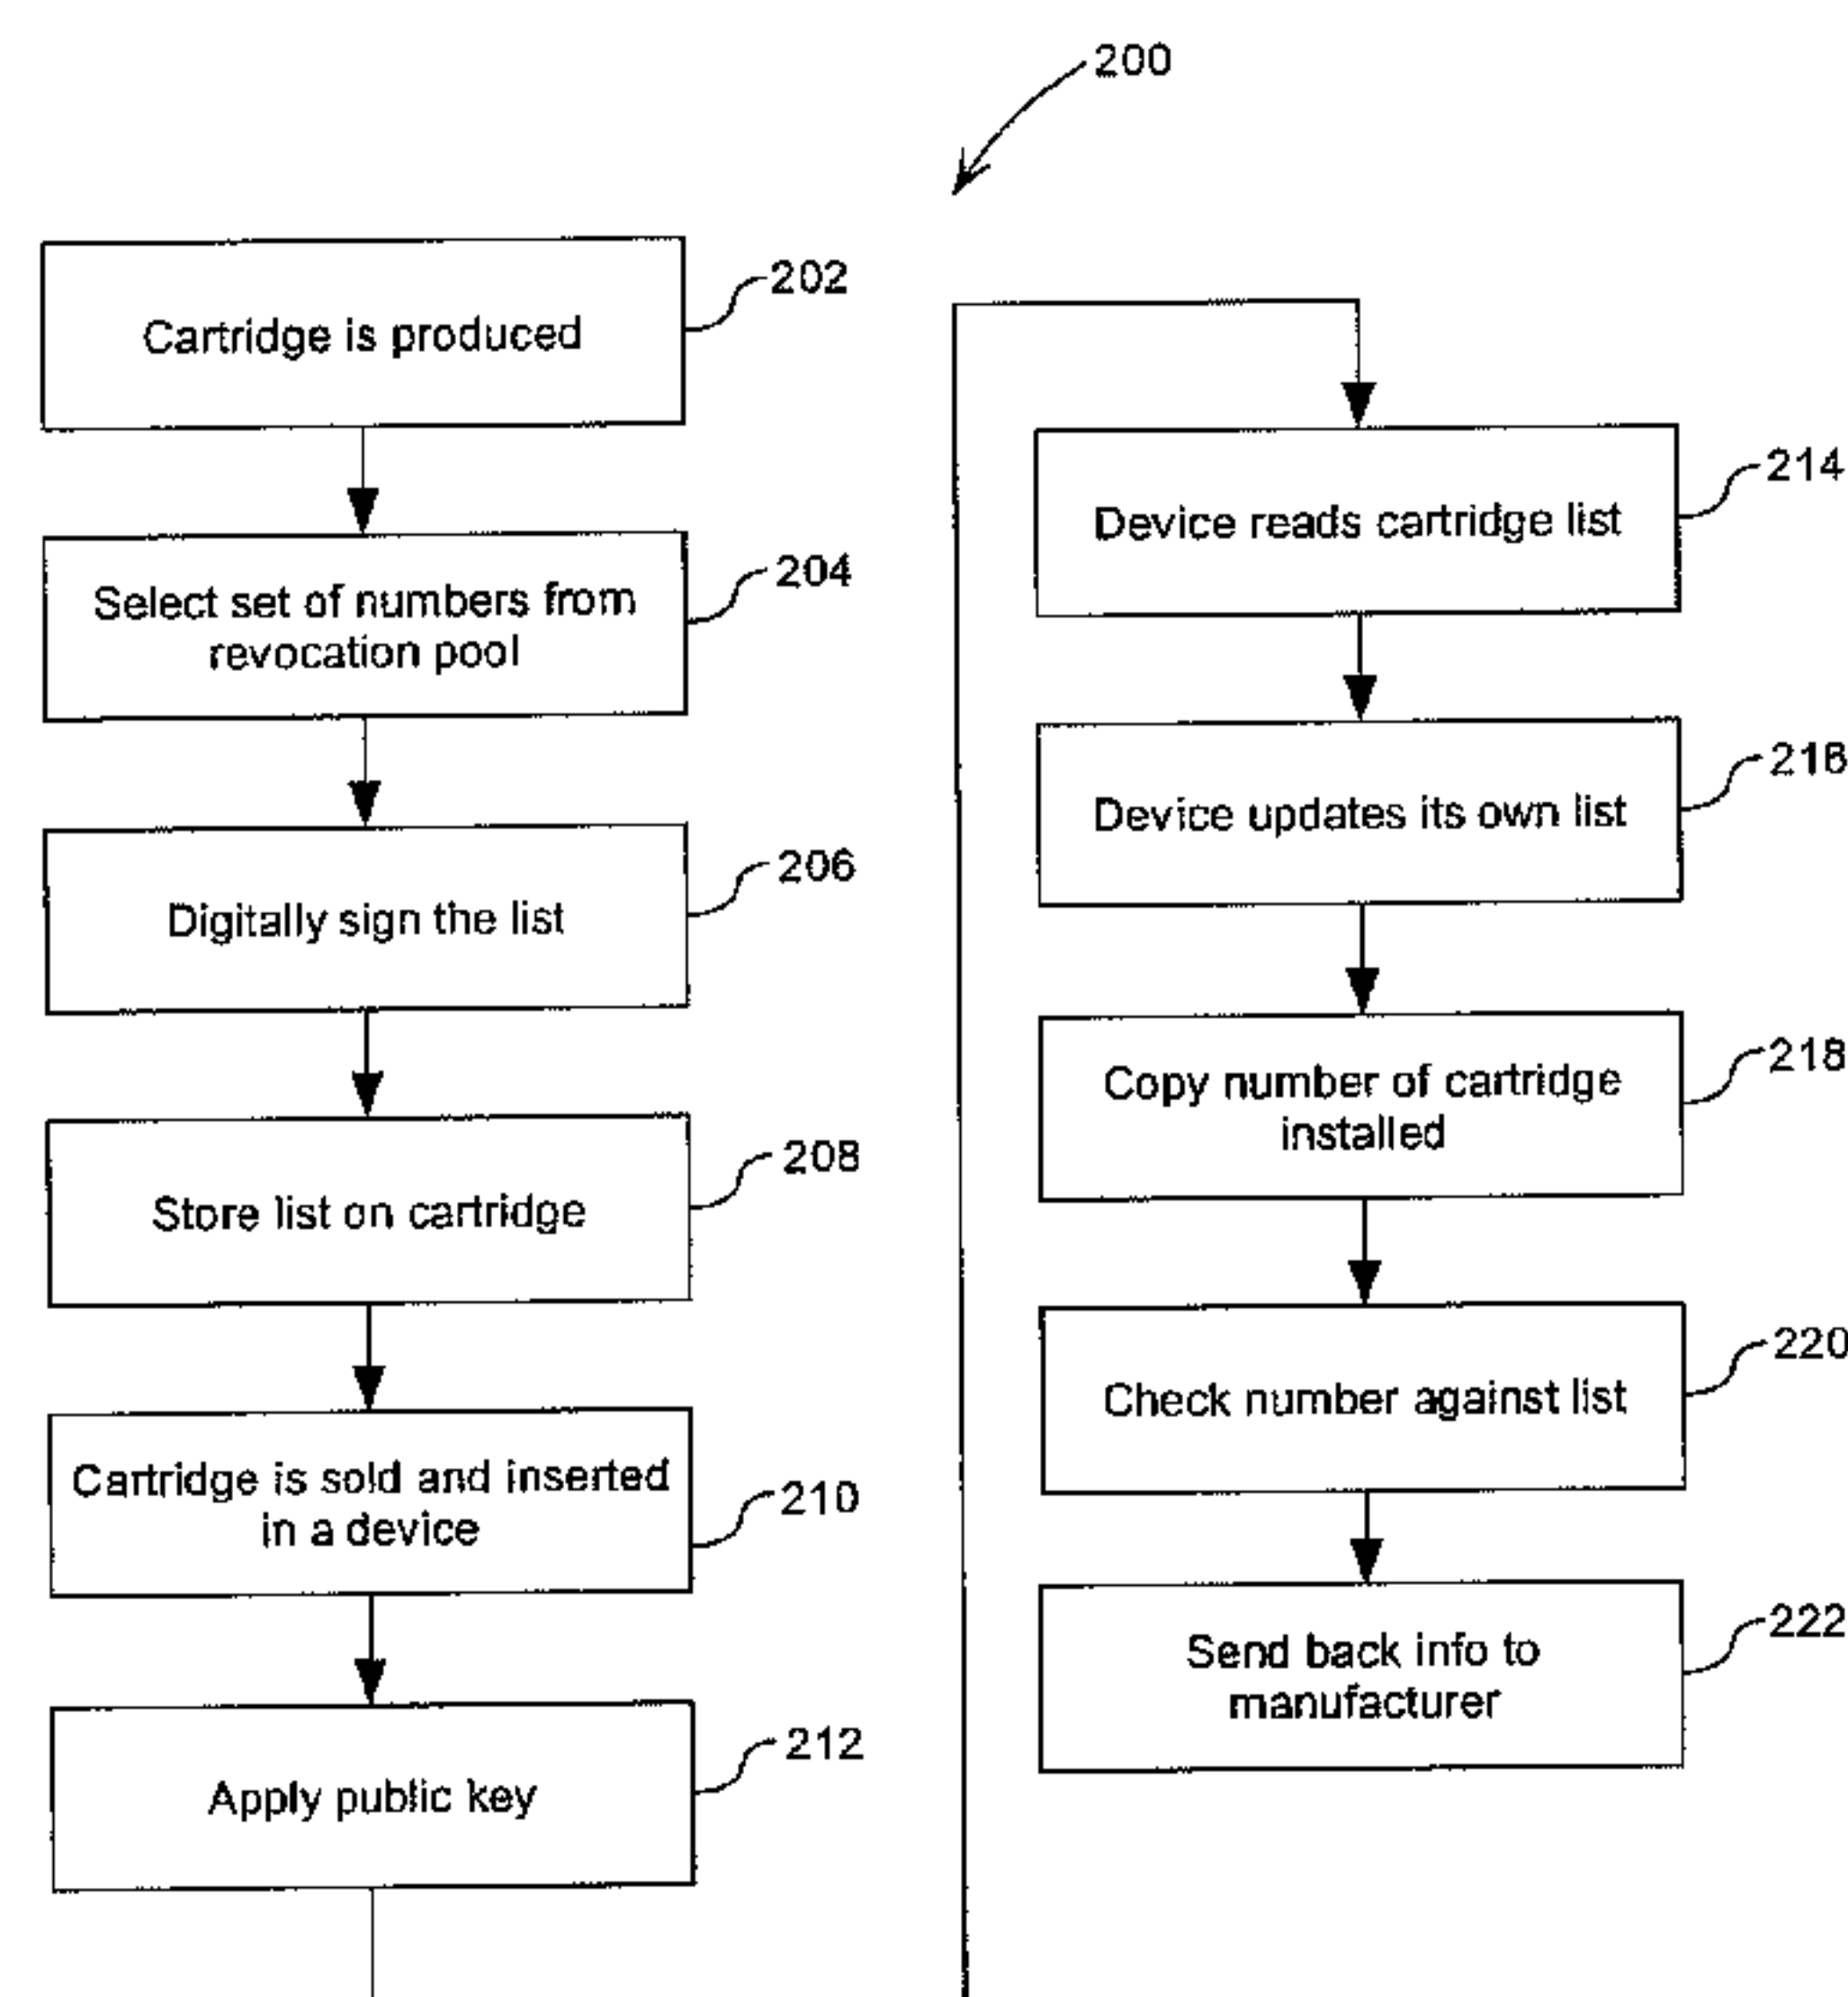 200
Cartridge is produced
202
Select set of numbers from
revocation pool
204
Digitally sign the list
206
Store list on cartridge
208
Cartridge is sold and inserted
in a device
210
Apply public key
212
Device reads cartridge list
214
Device updates its own list
216
Copy number of cartridge
installed
218
Check number against list
220
Send back info to
manufacturer
222